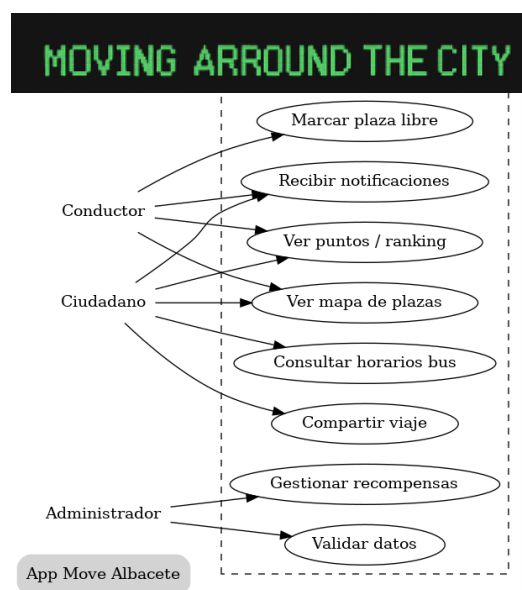 MOVING ARROUND THE CITY
Marcar plaza libre
Recibir notificaciones
Conductor
Ver puntos / ranking
Ciudadano
Ver mapa de plazas
Consultar horarios bus
Compartir viaje
Gestionar recompensas
Administrador
Validar datos
App Move Albacete